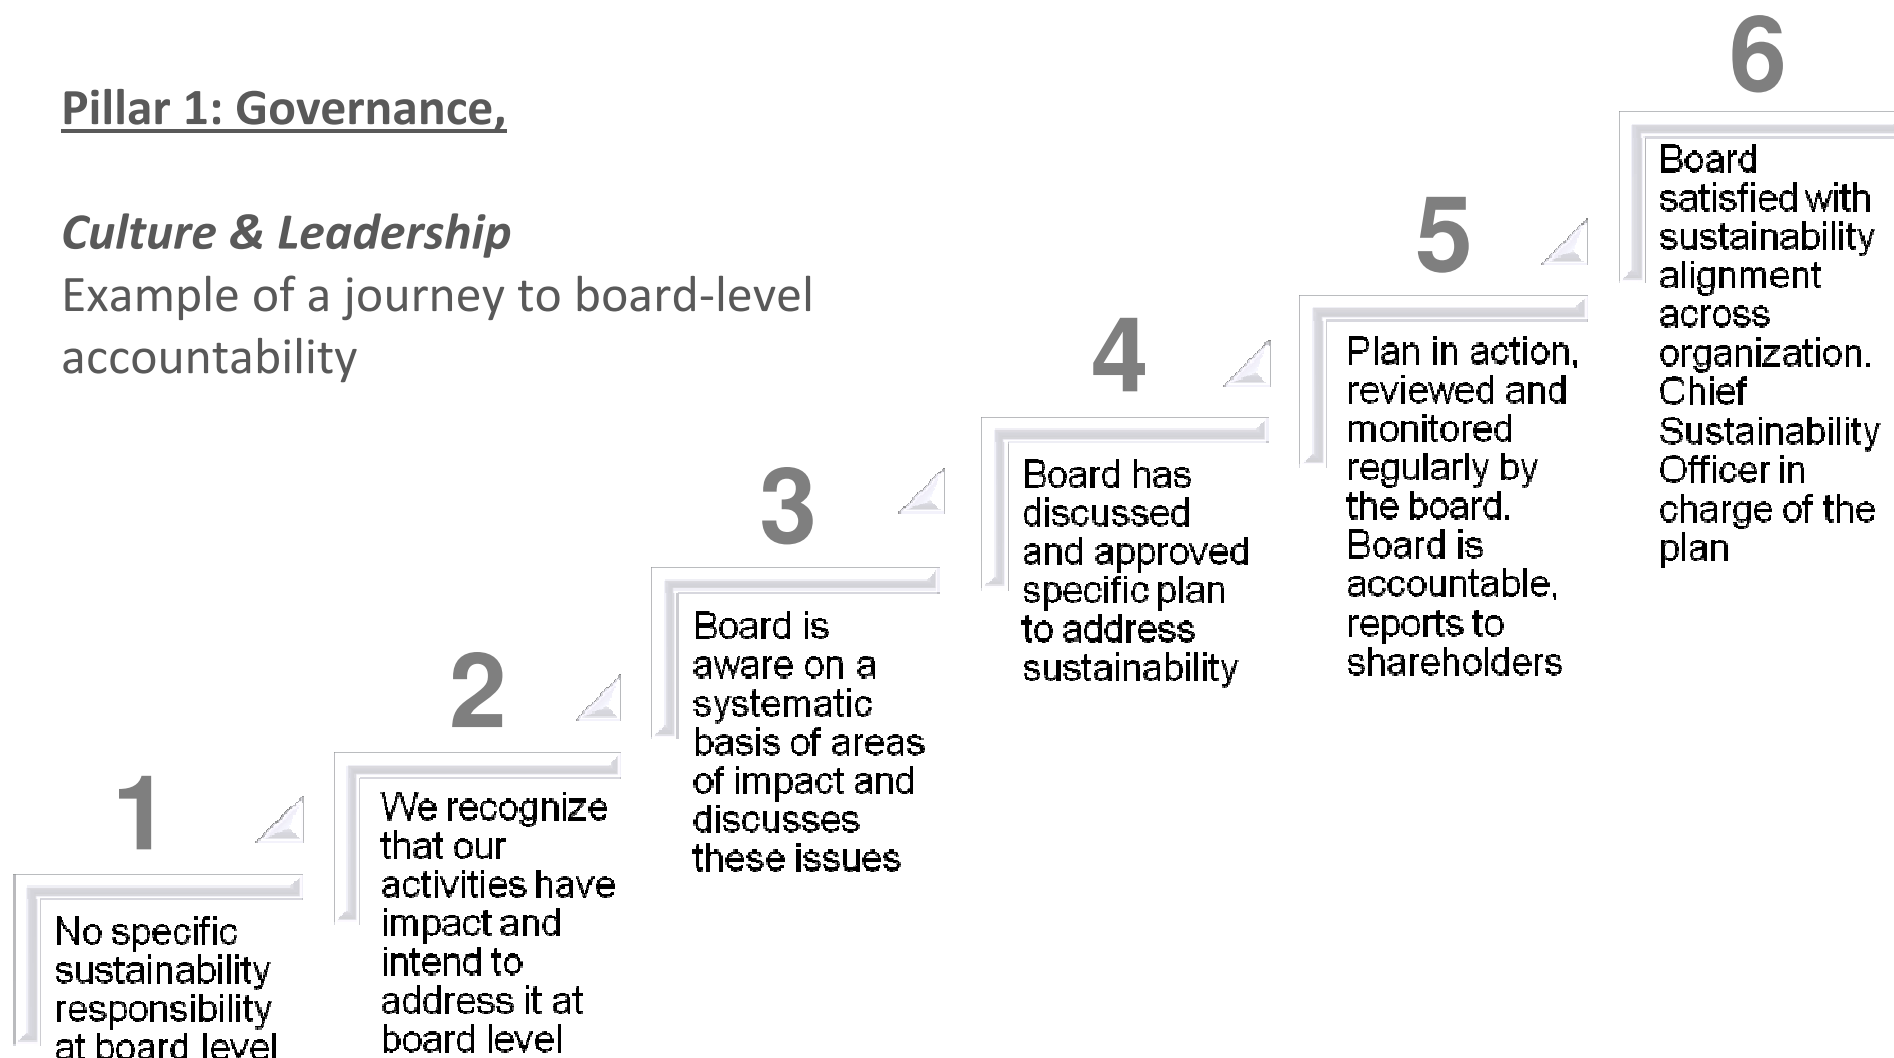 Pillar 1: Governance,
Culture & Leadership
Example of a journey to board-level
accountability
1
No specific
sustainability
responsibility
at board level
2
We recognize
that our
activities have
impact and
intend to
address it at
board level
3
Board is
aware on a
systematic
basis of areas
of impact and
discusses
these issues
4
Board has
discussed
and approved
specific plan
to address
sustainability
5
Plan in action,
reviewed and
monitored
regularly by
the board.
Board is
accountable,
reports to
shareholders
6
Board
satisfied with
sustainability
alignment
across
organization.
Chief
Sustainability
Officer in
charge of the
plan